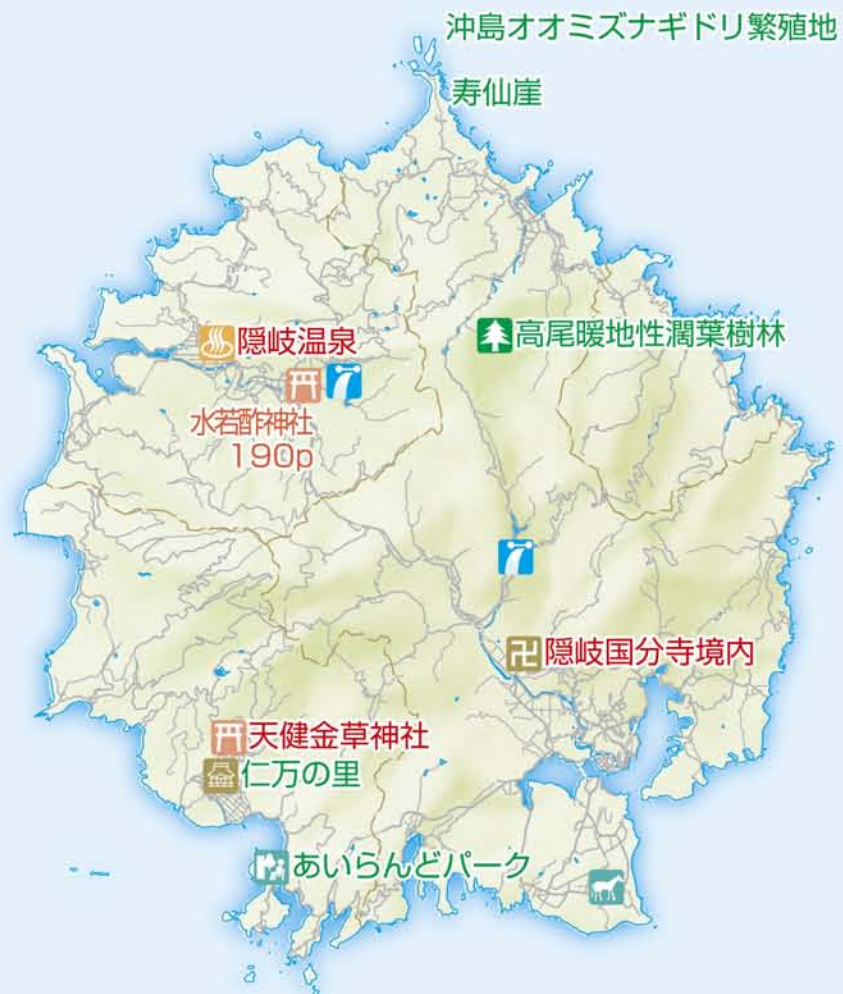 沖島オオミズナギドリ繁殖地
寿仙崖
隠岐温泉
高尾暖地性濶葉樹林
水若酢神社
190p
隠岐国分寺境内
天健金草神社
仁万の里
あいらんどパーク